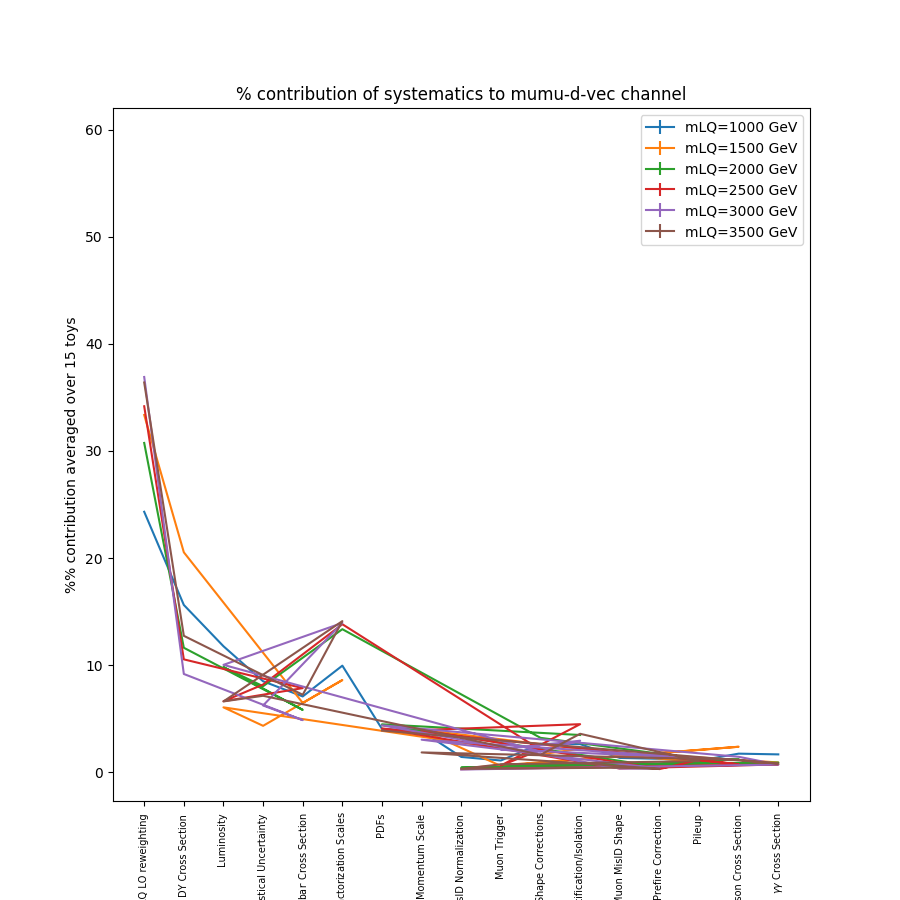 % contribution of systematics to mumu-d-vec channel
mLQ=1000 GeV
mLQ=1500 GeV
mLQ=2000 GeV
mLQ=2500 GeV
mLQ=3000 GeV
mLQ=3500 GeV
%% contribution averaged over 15 toys
60
50
40
30
20
10
0
Q LO reweighting
DY Cross Section
Luminosity
stical Uncertainty
bar Cross Section
ctorization Scales
PDFs
Momentum Scale
sID Normalization
Muon Trigger
Shape Corrections
tification/Isolation
Muon MisID Shape
Prefire Correction
Pileup
son Cross Section
γγ Cross Section